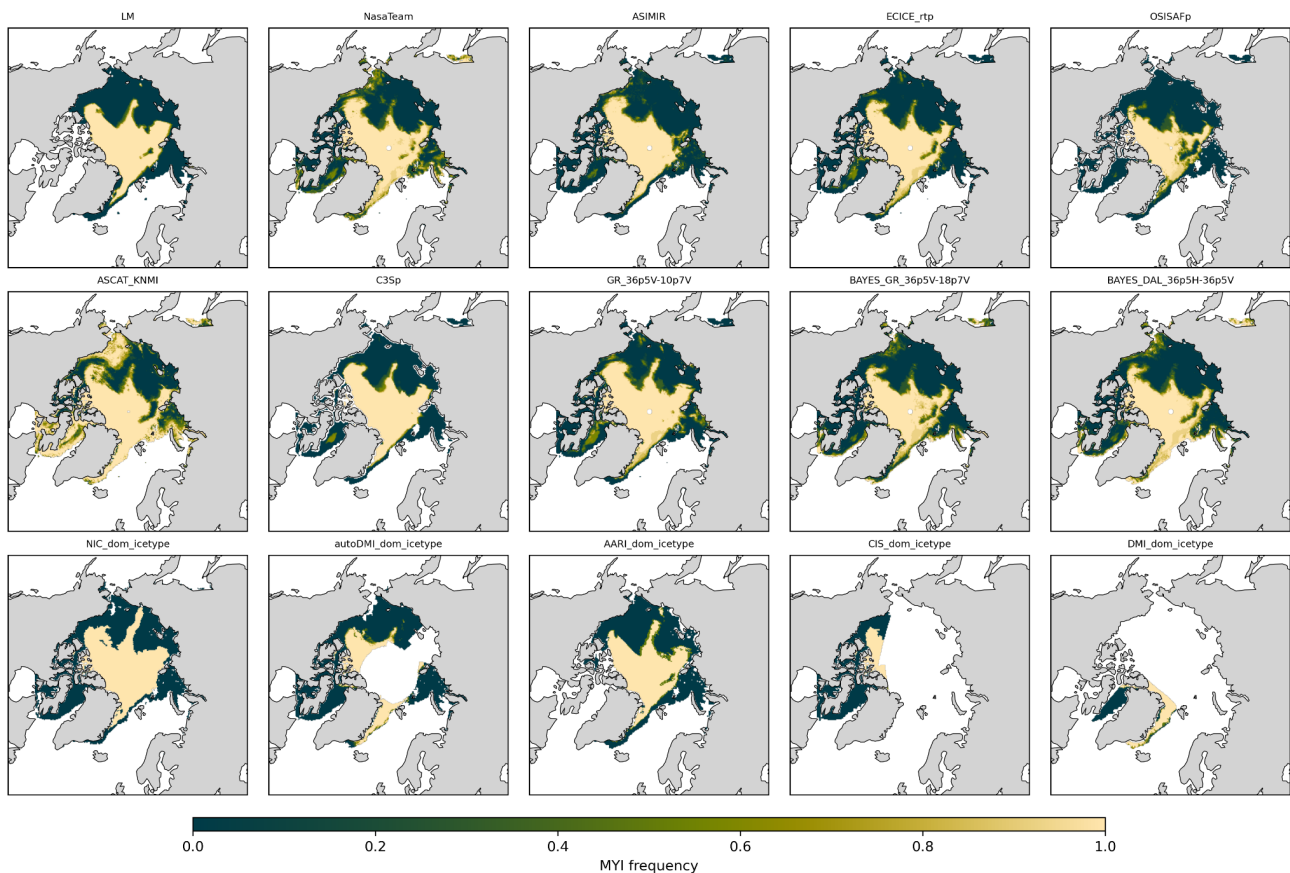 LM NasaTeam ASIMIR ECICE_rtp OSISAFp
ASCAT_KNMI C3Sp GR_36p5V-10p7V BAYES_GR_36p5V-18p7V BAYES_DAL_36p5H-36p5V
NIC_dom_icetype autoDMI_dom_icetype AARI_dom_icetype CIS_dom_icetype DMI_dom_icetype
0.0 0.2 0.4 0.6 0.8 1.0
MYI frequency